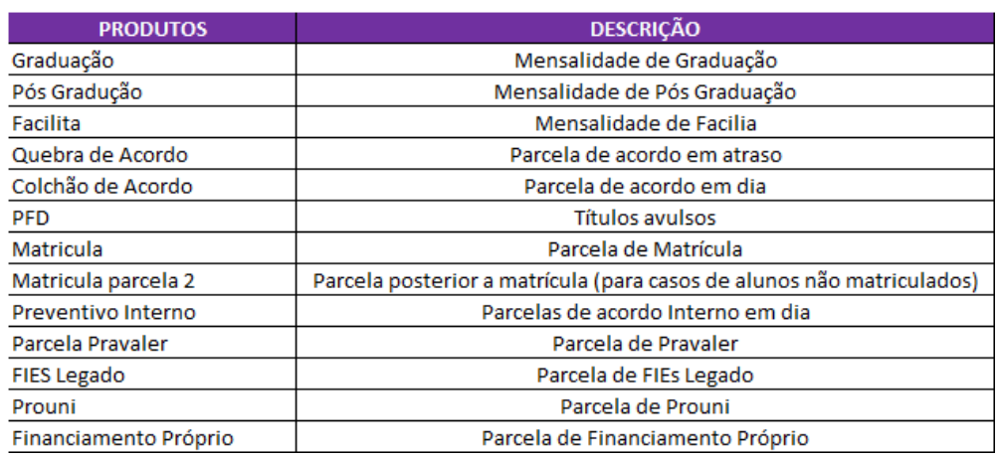 PRODUTOS DESCRIÇÃO
Graduação Mensalidade de Graduação
Pós Gradução Mensalidade de Pós Graduação
Facilita Mensalidade de Facilia
Quebra de Acordo Parcela de acordo em atraso
Colchão de Acordo Parcela de acordo em dia
PFD Títulos avulsos
Matricula Parcela de Matrícula
Matricula parcela 2 Parcela posterior a matrícula (para casos de alunos não matriculados)
Preventivo Interno Parcelas de acordo Interno em dia
Parcela Pravaler Parcela de Pravaler
FIES Legado Parcela de FIEs Legado
Prouni Parcela de Prouni
Financiamento Próprio Parcela de Financiamento Próprio